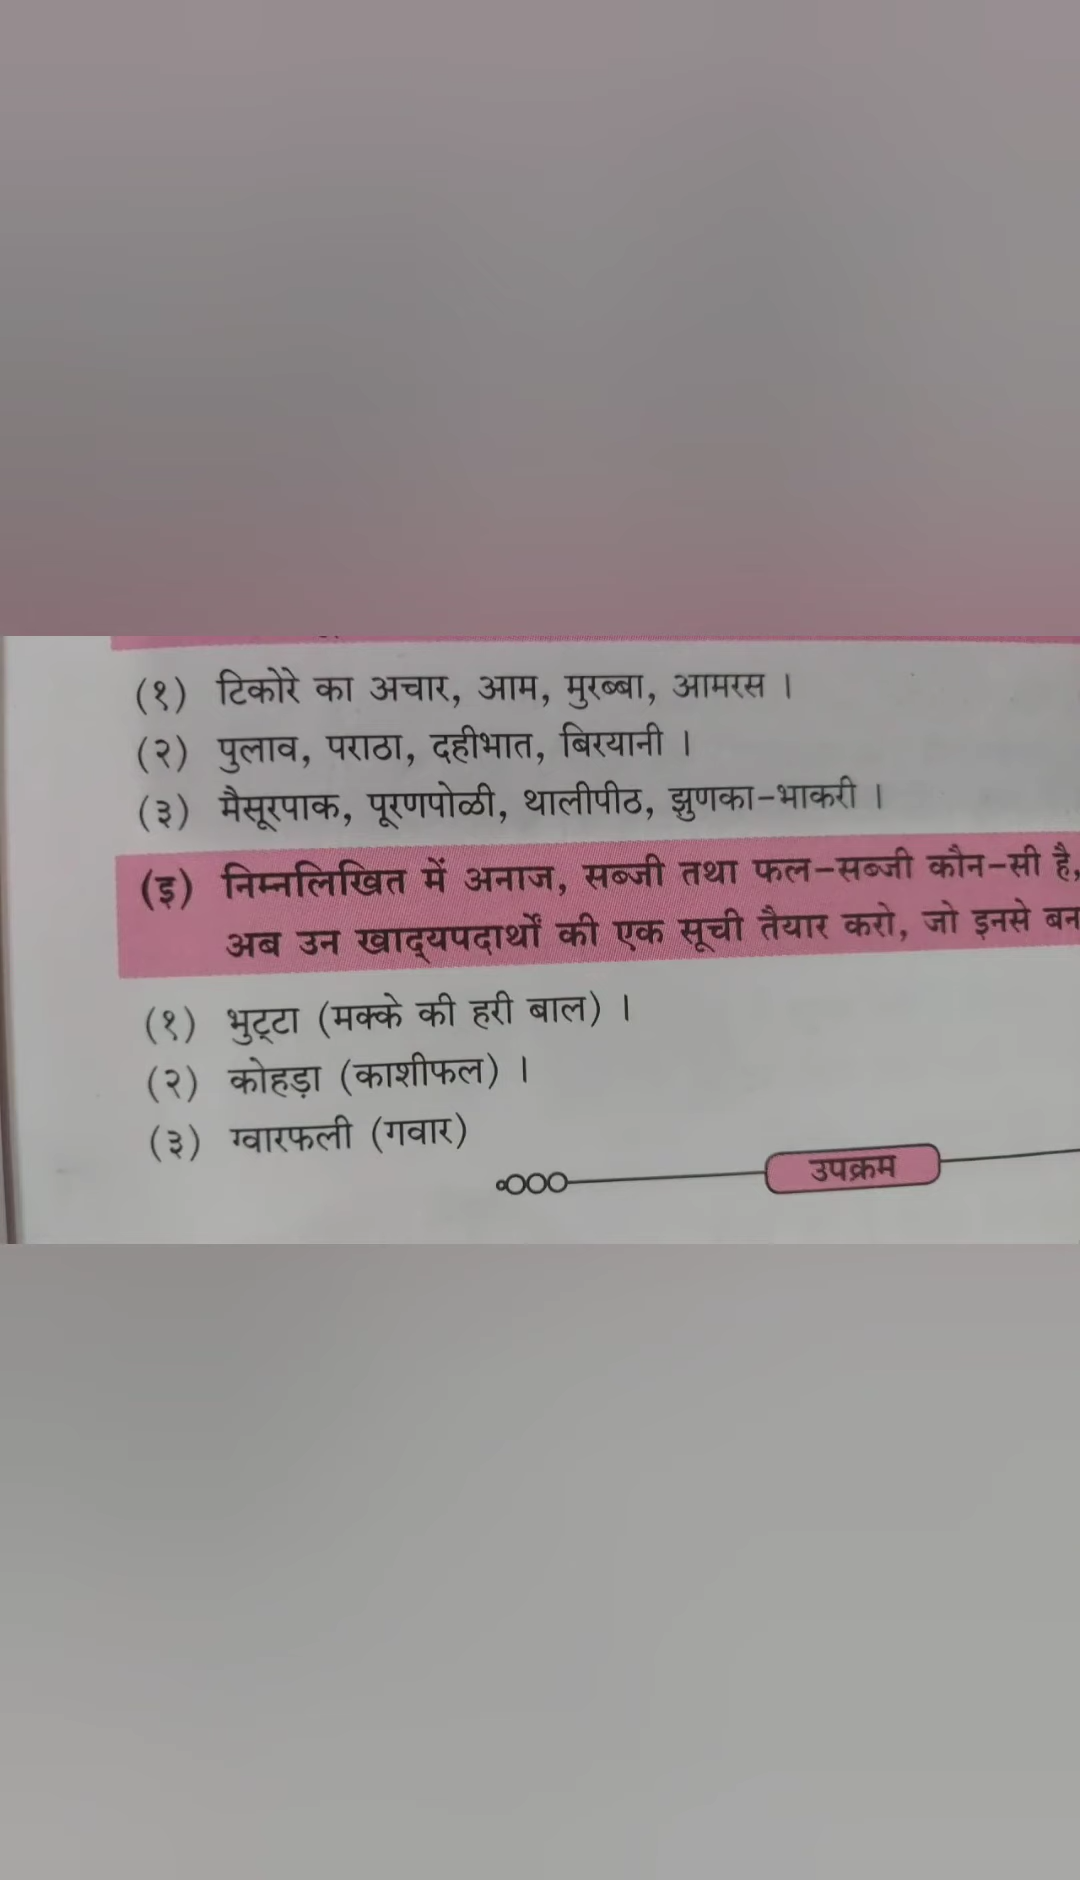 (१) टिकोरे का अचार, आम, मुरब्बा, आमरस ।
(२) पुलाव, पराठा, दहीभात, बिरयानी ।
(३) मैसूरपाक, पूरणपोळी, थालीपीठ, झुणका-भाकरी ।
(इ) निम्नलिखित में अनाज, सब्जी तथा फल-सब्जी कौन-सी है,
अब उन खाद्यपदार्थों की एक सूची तैयार करो, जो इनसे बन
(१) भुट्टा (मक्के की हरी बाल) ।
(२) कोहड़ा (काशीफल) ।
(३) ग्वारफली (गवार)
उपक्रम